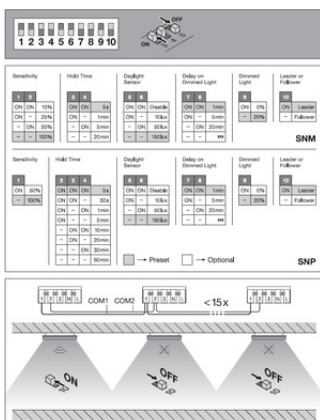 1 2 3 4 5 6 7 8 9 10
ON
OFF
Sensitivity
Hold Time
Daylight Sensor
Delay on Dimmed Light
Dimmed Light
Leader or Follower
1 2
3 4
5 6
7 8
9
10
ON ON 10%
ON ON 5s
ON ON Disable
ON ON 1min
ON 0%
ON Leader
ON - 25%
ON - 1min
ON - 10lux
ON - 5min
- 20%
- Follower
- ON 50%
- ON 5min
- ON 50lux
- ON 20min
- - 100%
- - 20min
- - 150lux
- - ∞
SNM
Sensitivity
Hold Time
Daylight Sensor
Delay on Dimmed Light
Dimmed Light
Leader or Follower
1
2 3 4
5 6
7 8
9
10
ON 50%
ON ON ON 5s
ON ON Disable
ON ON 1min
ON 0%
ON Leader
- 100%
ON ON - 30s
ON - 10lux
ON - 5min
- 20%
- Follower
ON - ON 1min
- ON 50lux
- ON 20min
ON - - 5min
- - 150lux
- - ∞
- ON ON 10min
- ON - 20min
- - ON 30min
- - - 60min
→ Preset
→ Optional
SNP
1 2 3 N L
COM1 COM2
1 2 3 N L
<15x
1 2 3 N L
ON
OFF
OFF